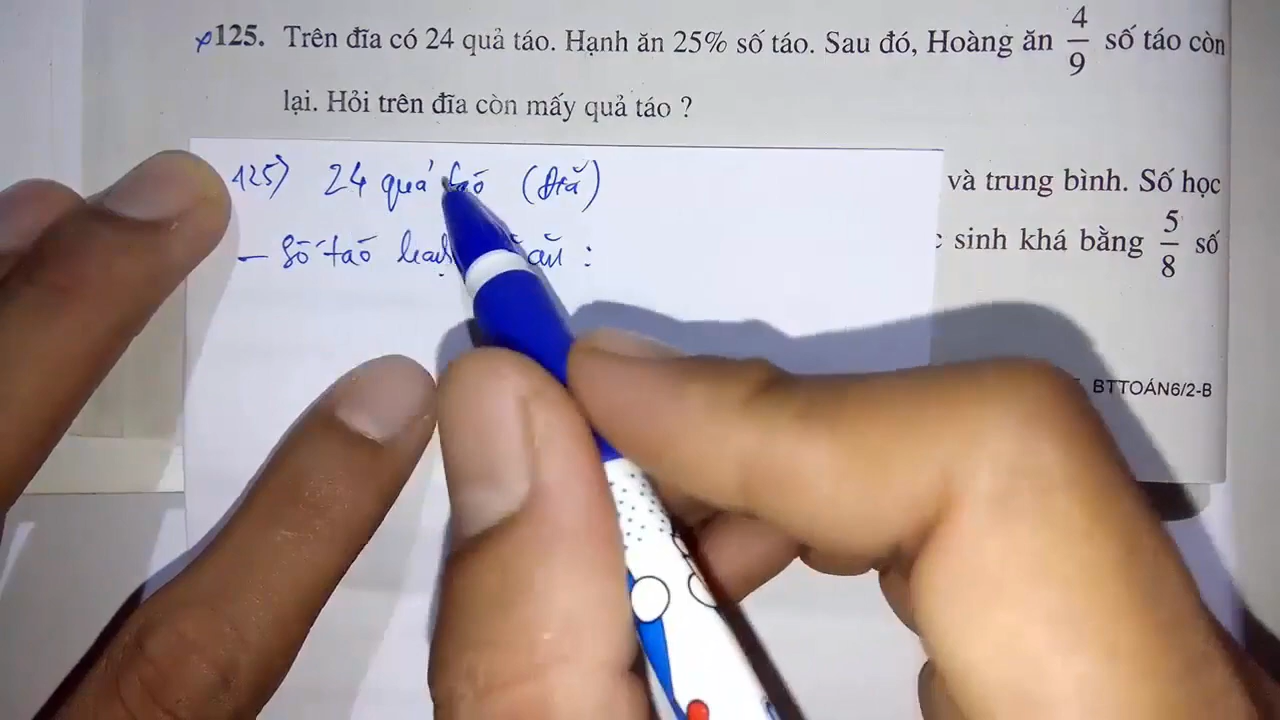 125. Trên đĩa có 24 quả táo. Hạnh ăn 25% số táo. Sau đó, Hoàng ăn 4/9 số táo còn
lại. Hỏi trên đĩa còn mấy quả táo ?
125) 24 quả táo (đĩa)
và trung bình. Số học
– Số táo hạnh ăn :
sinh khá bằng 5/8 số
BTTOÁN6/2-B